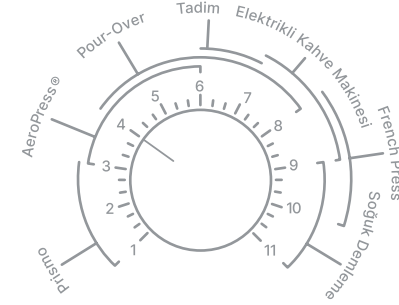 Prismo
AeroPress®
Pour-Over
Tadim
Elektrikli Kahve Makinesi
French Press
Soğuk Demleme
1
2
3
4
5
6
7
8
9
10
11